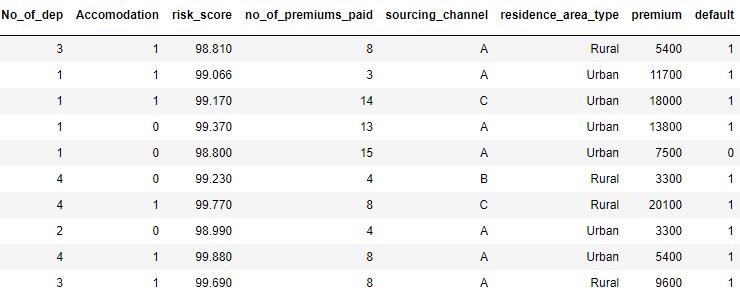 No_of_dep Accomodation risk_score no_of_premiums_paid sourcing_channel residence_area_type premium default
3 1 98.810 8 A Rural 5400 1
1 1 99.066 3 A Urban 11700 1
1 1 99.170 14 C Urban 18000 1
1 0 99.370 13 A Urban 13800 1
1 0 98.800 15 A Urban 7500 0
4 0 99.230 4 B Rural 3300 1
4 1 99.770 8 C Rural 20100 1
2 0 98.990 4 A Urban 3300 1
4 1 99.880 8 A Urban 5400 1
3 1 99.690 8 A Rural 9600 1